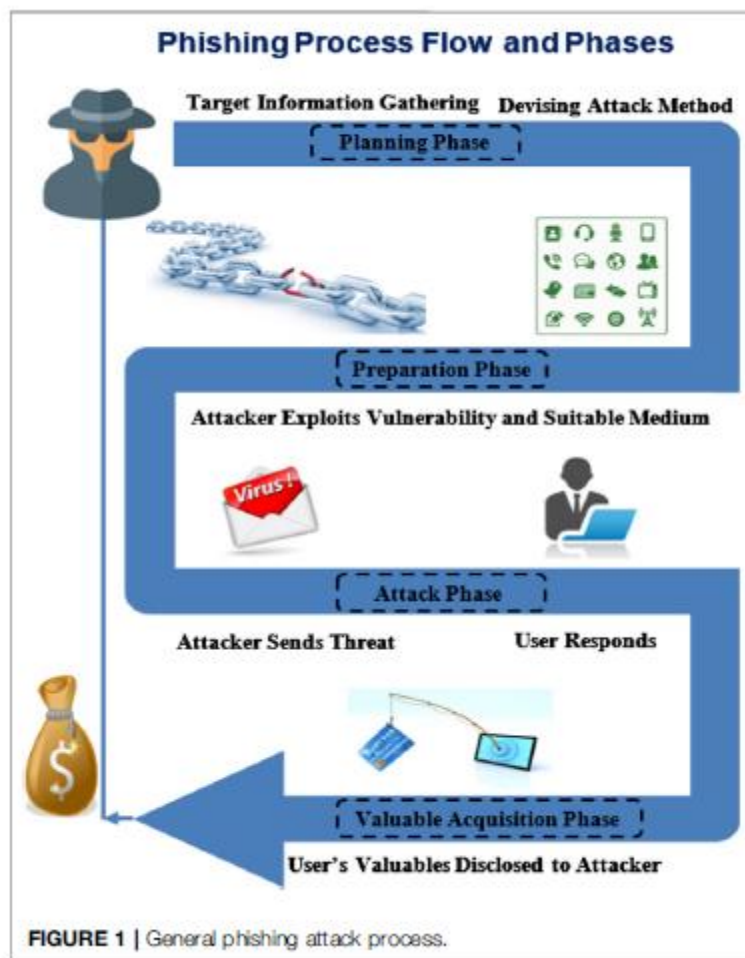 Phishing Process Flow and Phases
Target Information Gathering
Devising Attack Method
Planning Phase
Preparation Phase
Attacker Exploits Vulnerability and Suitable Medium
Virus!
Attack Phase
Attacker Sends Threat
User Responds
$
Valuable Acquisition Phase
User's Valuables Disclosed to Attacker
FIGURE 1 | General phishing attack process.